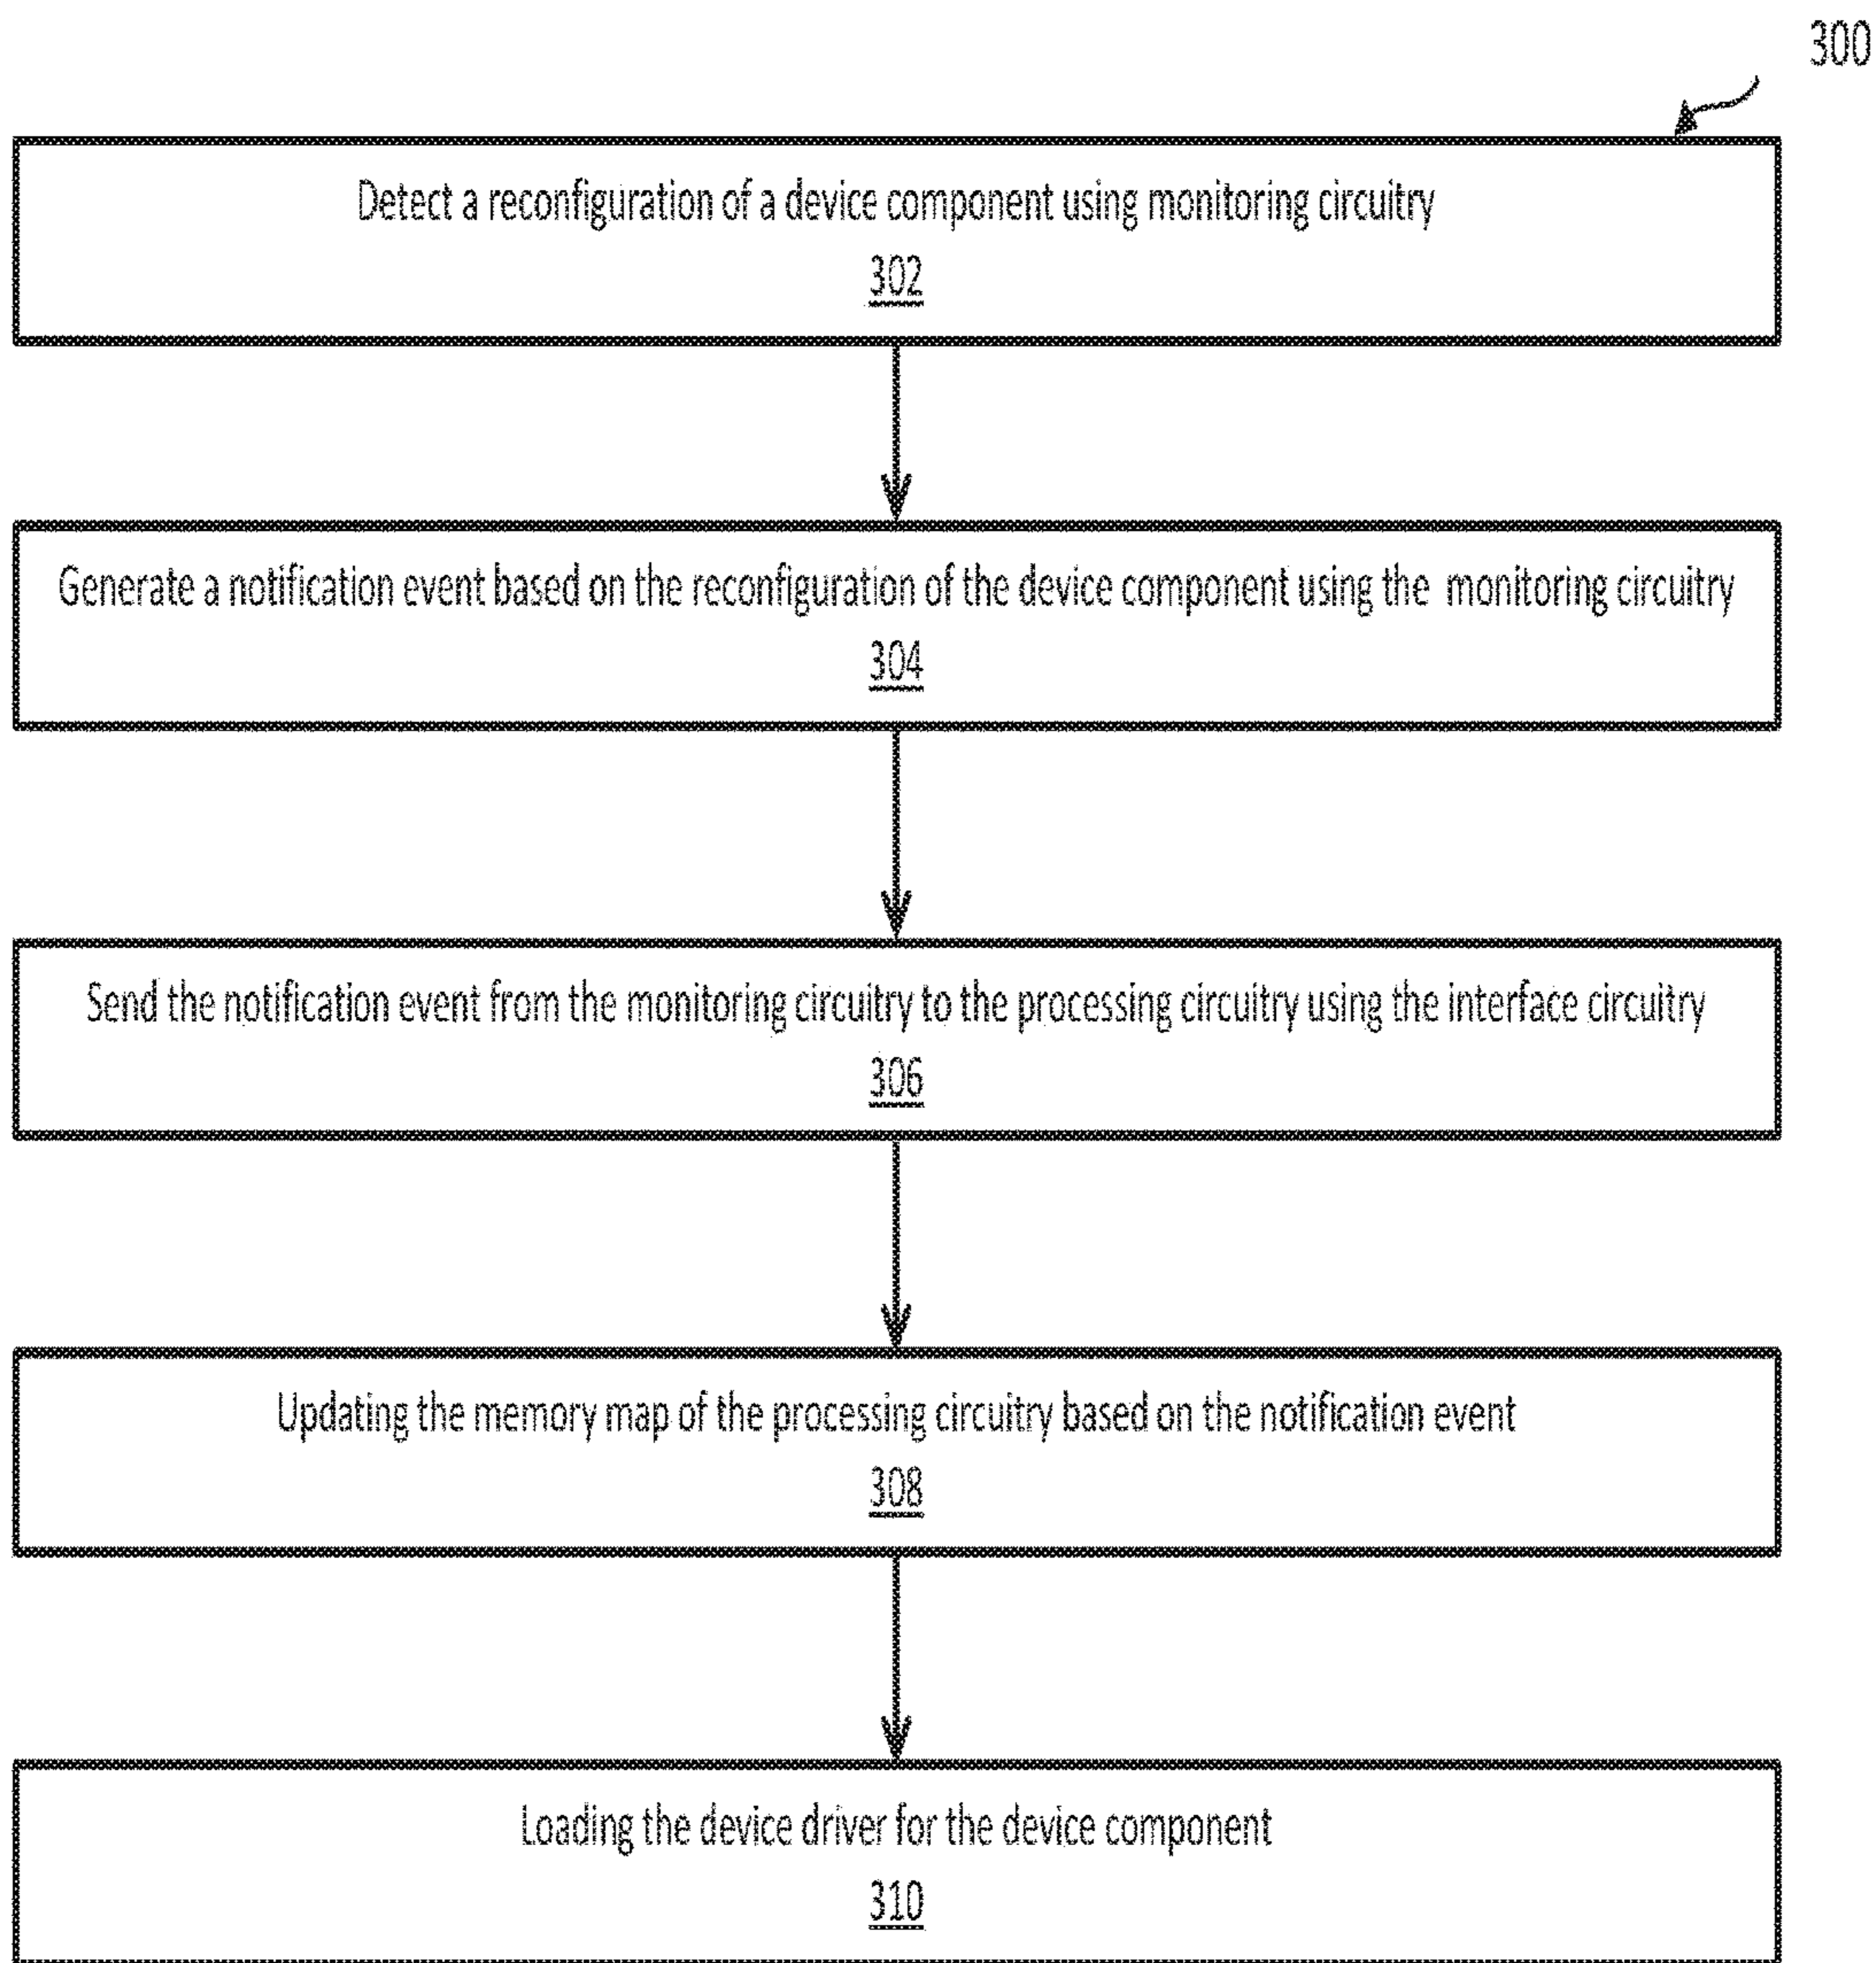 300
Detect a reconfiguration of a device component using monitoring circuitry
302
Generate a notification event based on the reconfiguration of the device component using the monitoring circuitry
304
Send the notification event from the monitoring circuitry to the processing circuitry using the interface circuitry
306
Updating the memory map of the processing circuitry based on the notification event
308
Loading the device driver for the device component
310